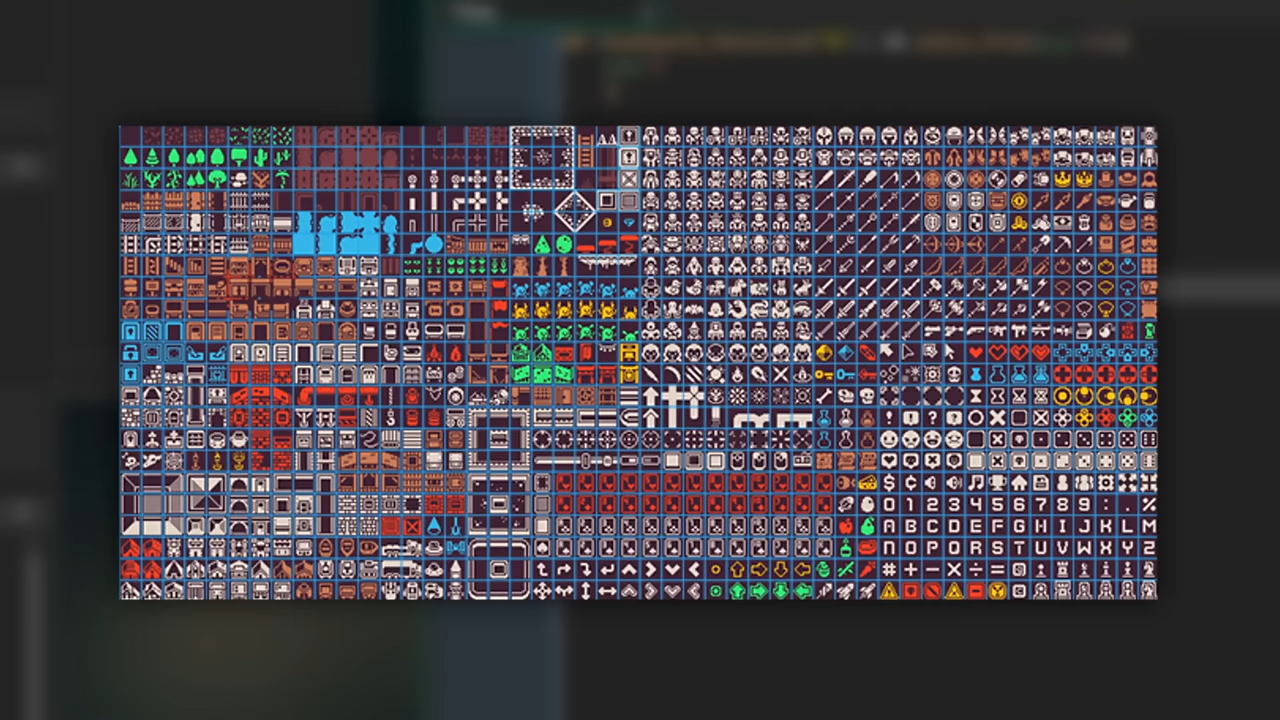 ! ? ?
$ ¢
0 1 2 3 4 5 6 7 8 9 : . %
A B C D E F G H I J K L M
N O P Q R S T U V W X Y Z
# + − × ÷ =